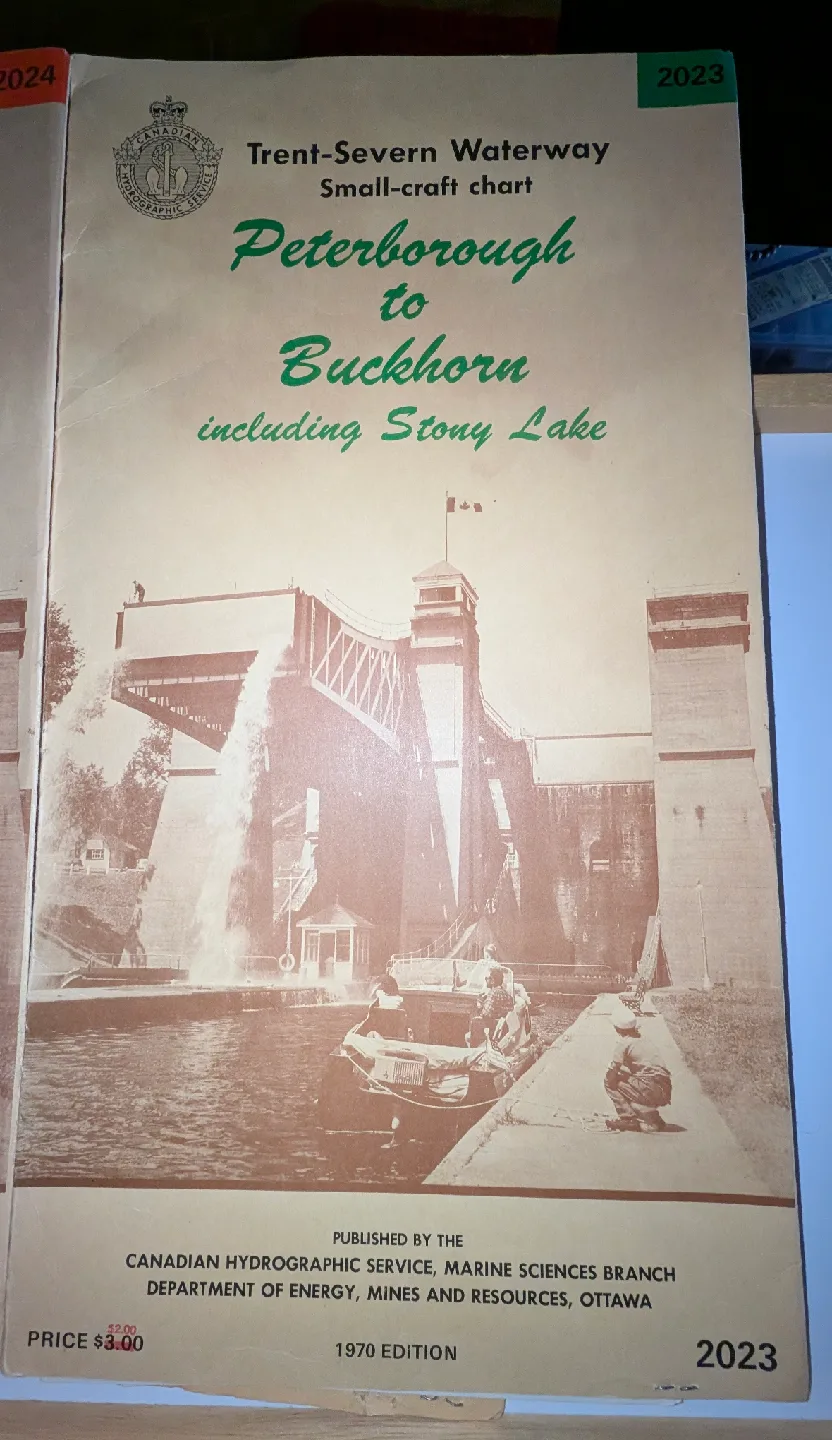 2024
2023
CANADIAN
HYDROGRAPHIC SERVICE
Trent-Severn Waterway
Small-craft chart
Peterborough
to
Buckhorn
including Stony Lake
PUBLISHED BY THE
CANADIAN HYDROGRAPHIC SERVICE, MARINE SCIENCES BRANCH
DEPARTMENT OF ENERGY, MINES AND RESOURCES, OTTAWA
$2.00
PRICE $3.00
1970 EDITION
2023